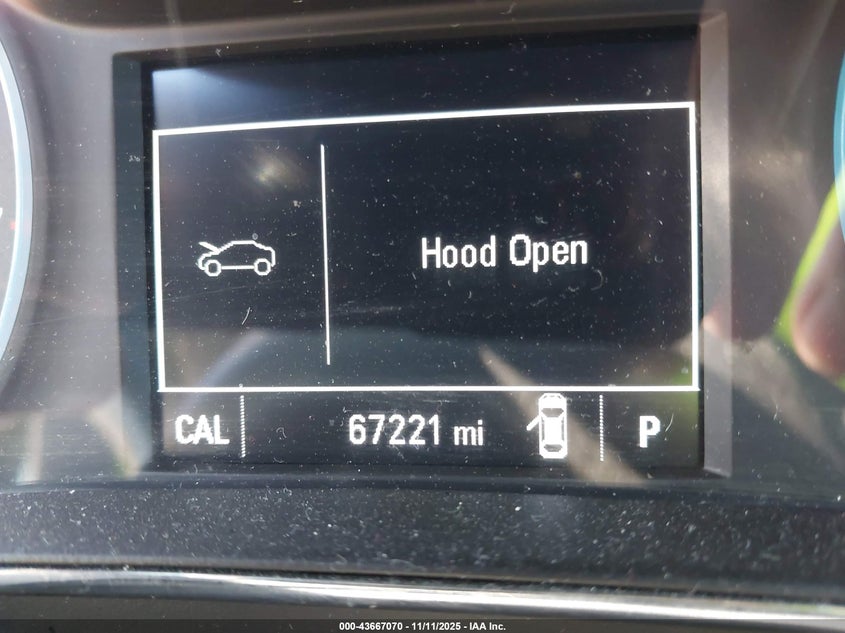 Hood Open
CAL 67221 mi P
000-43667070 - 11/11/2025 - IAA Inc.